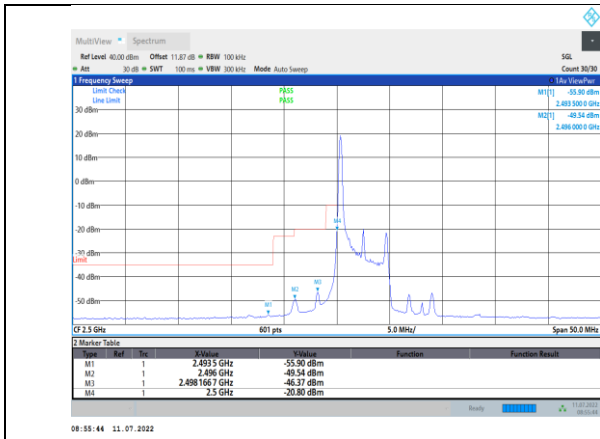 MultiView Spectrum
Ref Level 40.00 dBm Offset 11.87 dB RBW 100 kHz SGL
Att 30 dB SWT 100 ms VBW 300 kHz Mode Auto Sweep Count 30/30
1 Frequency Sweep 1Av ViewPwr
Limit Check PASS M1[1] -55.90 dBm
Line Limit PASS 2.493 500 0 GHz
M2[1] -49.54 dBm
2.496 000 0 GHz
30 dBm
20 dBm
10 dBm
0 dBm
-10 dBm
-20 dBm
M4
-30 dBm
Limit
-40 dBm
M3
M2
-50 dBm
M1
CF 2.5 GHz 601 pts 5.0 MHz/ Span 50.0 MHz
2 Marker Table
Type Ref Trc X-Value Y-Value Function Function Result
M1 1 2.4935 GHz -55.90 dBm
M2 1 2.496 GHz -49.54 dBm
M3 1 2.4981667 GHz -46.37 dBm
M4 1 2.5 GHz -20.80 dBm
Ready 11.07.2022
08:55:44
08:55:44 11.07.2022